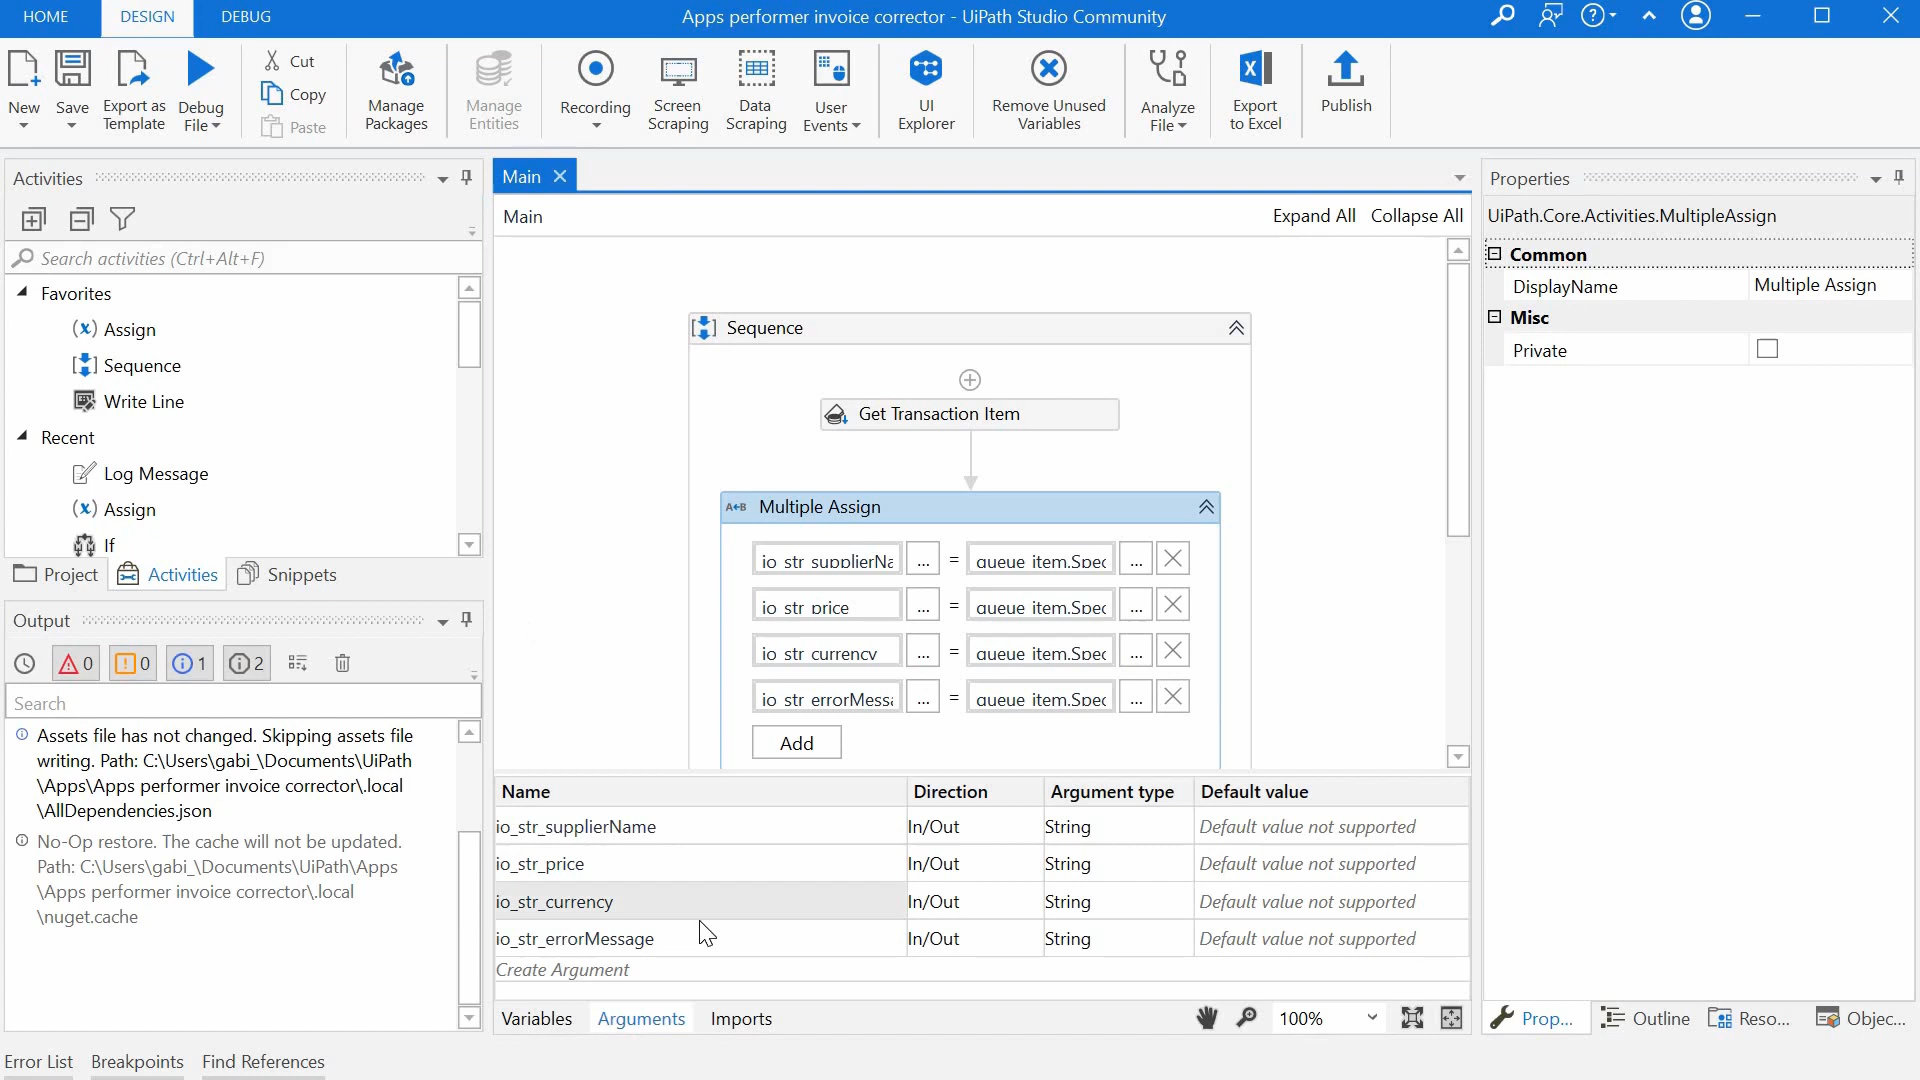 HOME DESIGN DEBUG Apps performer invoice corrector - UiPath Studio Community
New
Save
Export as
Template
Debug
File
Cut
Copy
Paste
Manage
Packages
Manage
Entities
Recording
Screen
Scraping
Data
Scraping
User
Events
UI
Explorer
Remove Unused
Variables
Analyze
File
Export
to Excel
Publish
Activities
Search activities (Ctrl+Alt+F)
Favorites
(x) Assign
Sequence
Write Line
Recent
Log Message
(x) Assign
If
Project Activities Snippets
Output
0 0 1 2
Search
Assets file has not changed. Skipping assets file
writing. Path: C:\Users\gabi_\Documents\UiPath
\Apps\Apps performer invoice corrector\.local
\AllDependencies.json
No-Op restore. The cache will not be updated.
Path: C:\Users\gabi_\Documents\UiPath\Apps
\Apps performer invoice corrector\.local
\nuget.cache
Main
Main Expand All Collapse All
Sequence
Get Transaction Item
A+B Multiple Assign
io_str_supplierNa ... = queue_item.Spec ...
io_str_price ... = queue_item.Spec ...
io_str_currency ... = queue_item.Spec ...
io_str_errorMessa ... = queue_item.Spec ...
Add
Name Direction Argument type Default value
io_str_supplierName In/Out String Default value not supported
io_str_price In/Out String Default value not supported
io_str_currency In/Out String Default value not supported
io_str_errorMessage In/Out String Default value not supported
Create Argument
Variables Arguments Imports 100%
Properties
UiPath.Core.Activities.MultipleAssign
Common
DisplayName Multiple Assign
Misc
Private
Prop... Outline Reso... Objec...
Error List Breakpoints Find References